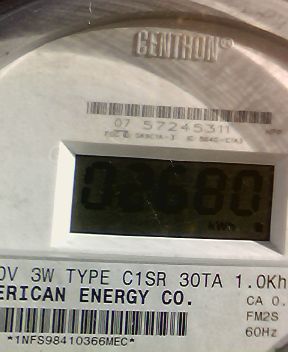 CENTRON®
07 57245311
02680
kWh
0V 3W TYPE C1SR 30TA 1.0Kh
ERICAN ENERGY CO.
CA 0.
FM2S
*1NFS98410366MEC*
60Hz